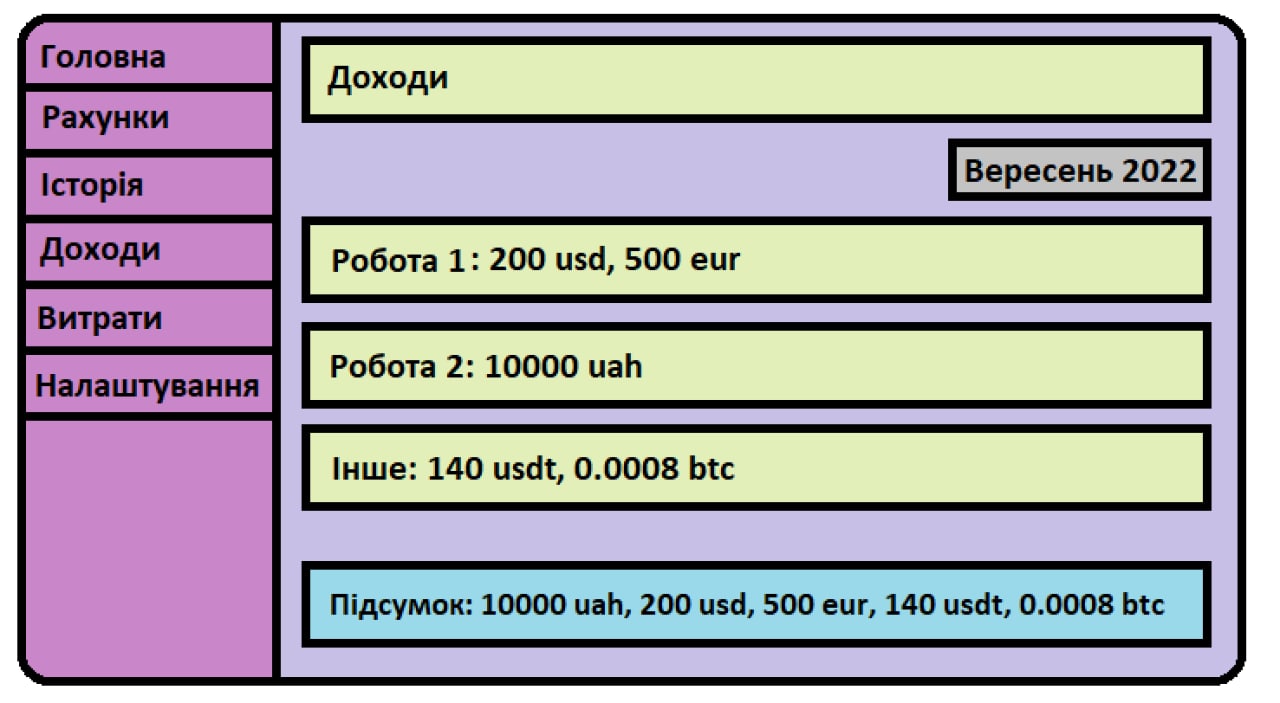 Головна
Рахунки
Історія
Доходи
Витрати
Налаштування
Доходи
Вересень 2022
Робота 1: 200 usd, 500 eur
Робота 2: 10000 uah
Інше: 140 usdt, 0.0008 btc
Підсумок: 10000 uah, 200 usd, 500 eur, 140 usdt, 0.0008 btc